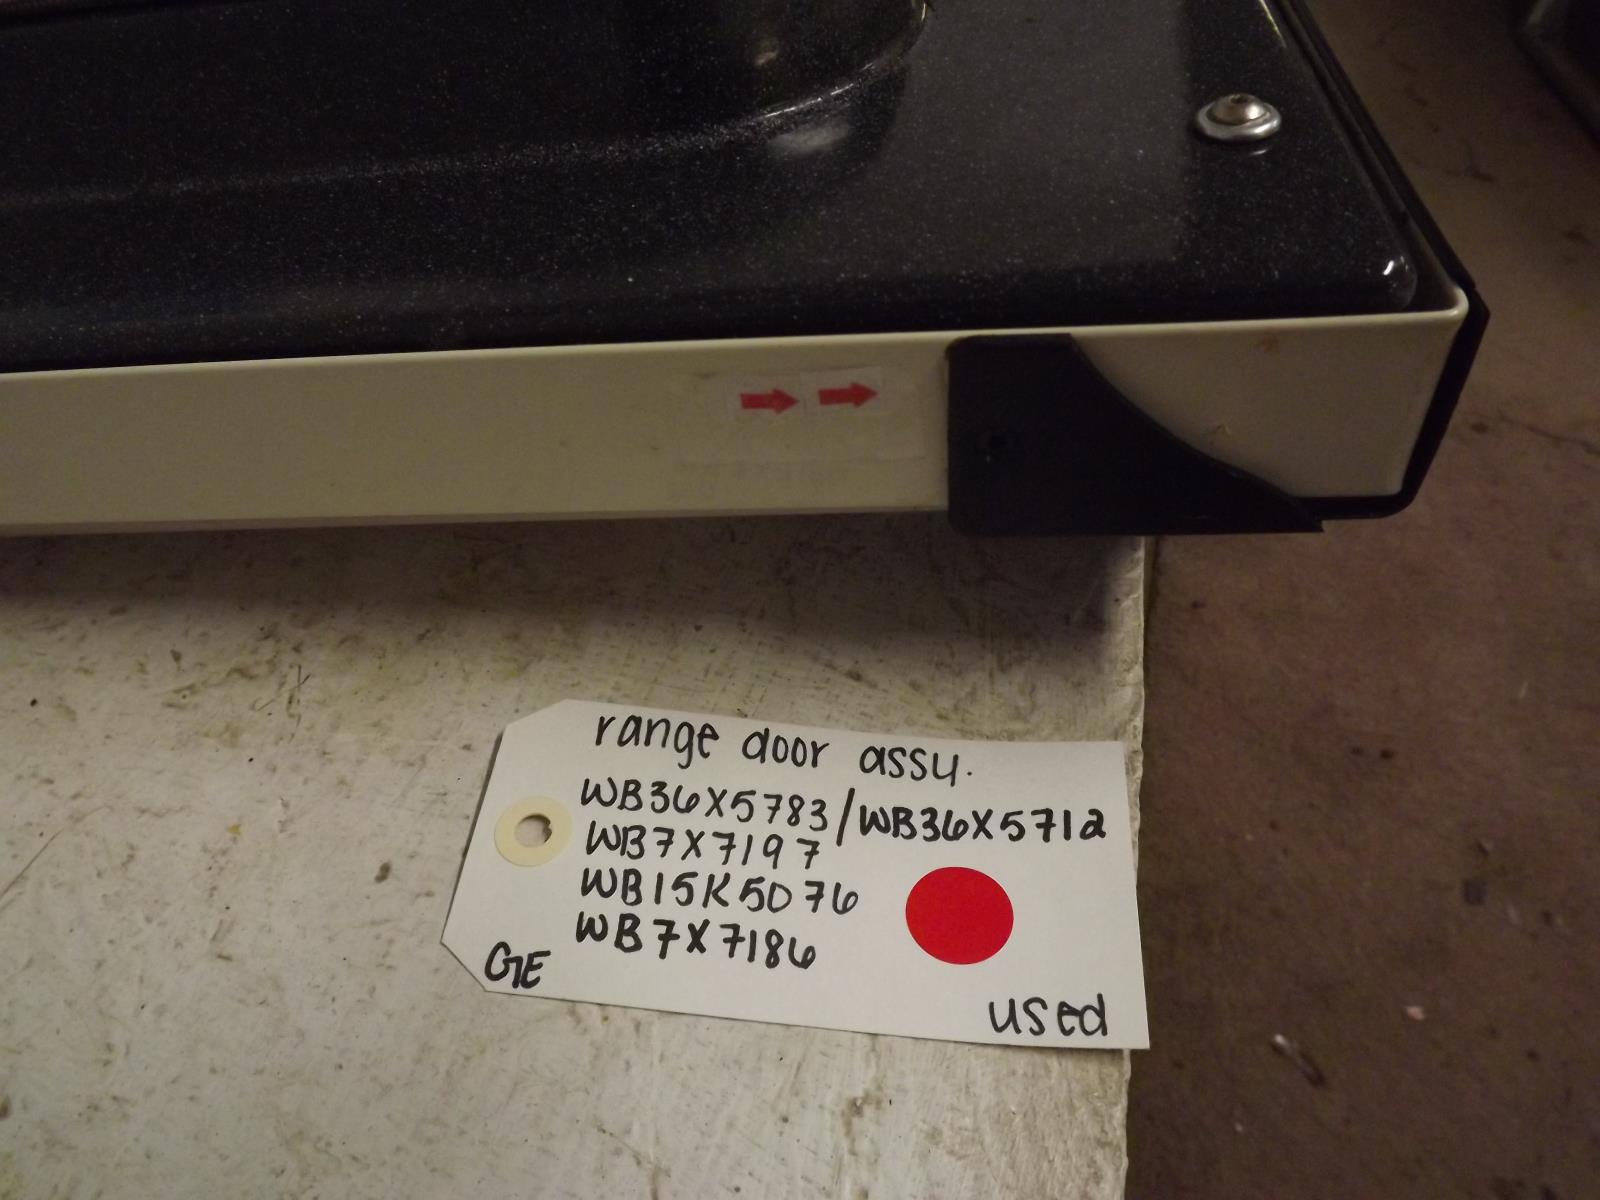 range door assy.
WB36X5783/WB36X5712
WB7X7197
WB15K5076
WB7X7186
GE
used